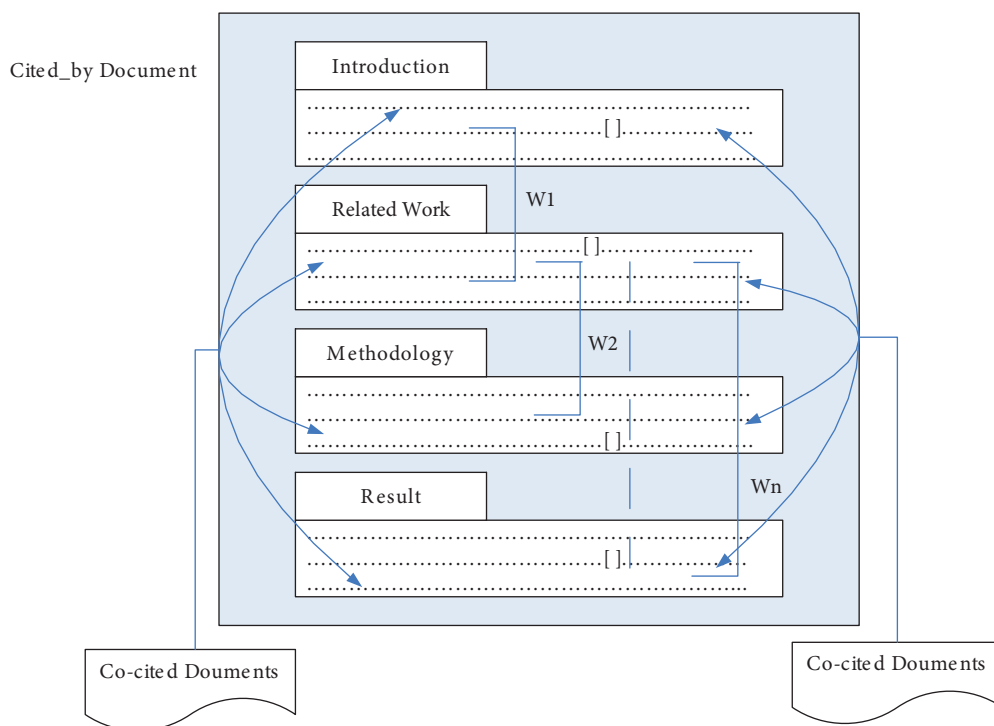 Cited_by Document
Introduction
................................................................
...........................................[ ]...................
.................................................................
W1
Related Work
........................................[ ]......................
................................................................
................................................................
W2
Methodology
................................................................
................................................................
...........................................[ ]...................
Wn
Result
................................................................
...........................................[ ]..................
................................................................
Co-cited Douments
Co-cited Douments